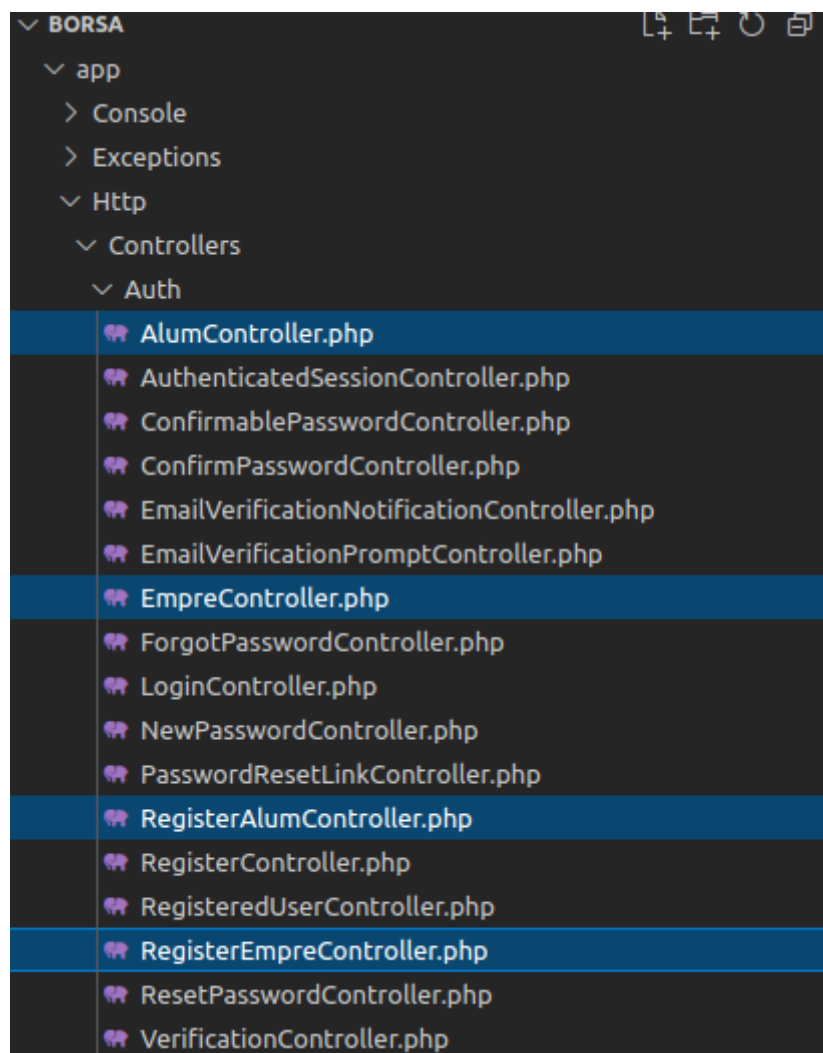 BORSA
app
Console
Exceptions
Http
Controllers
Auth
AlumController.php
AuthenticatedSessionController.php
ConfirmablePasswordController.php
ConfirmPasswordController.php
EmailVerificationNotificationController.php
EmailVerificationPromptController.php
EmpreController.php
ForgotPasswordController.php
LoginController.php
NewPasswordController.php
PasswordResetLinkController.php
RegisterAlumController.php
RegisterController.php
RegisteredUserController.php
RegisterEmpreController.php
ResetPasswordController.php
VerificationController.php